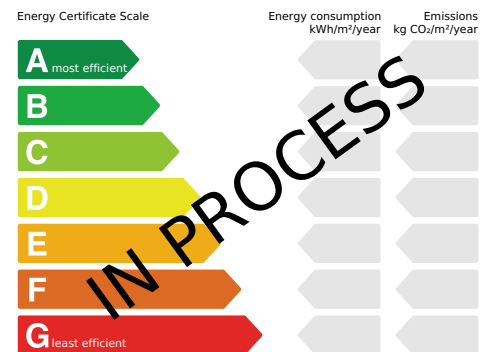 Energy Certificate Scale
Energy consumption
kWh/m²/year
Emissions
kg CO₂/m²/year
A most efficient
B
C
D
E
F
G least efficient
IN PROCESS